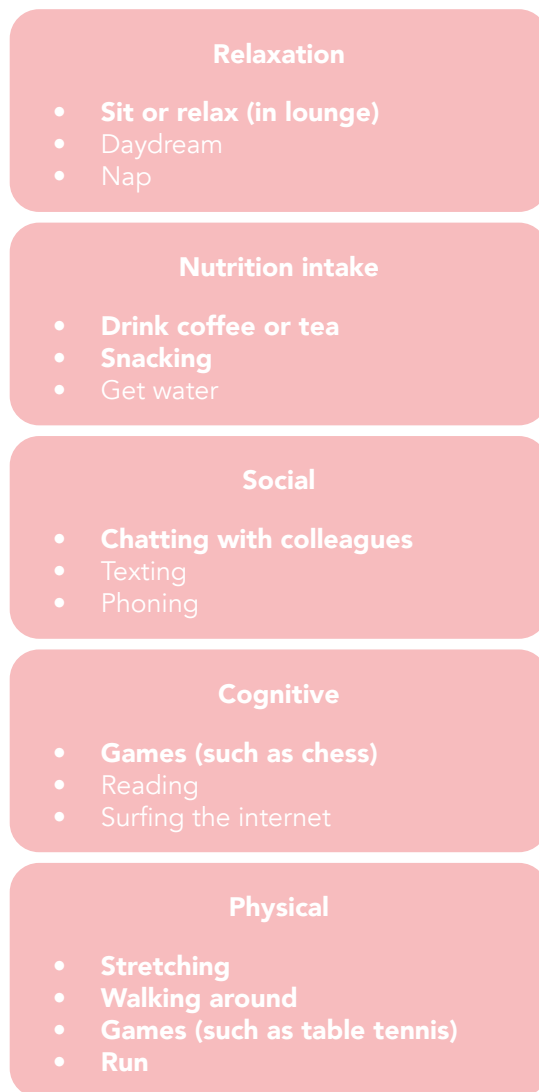 Relaxation
• Sit or relax (in lounge)
• Daydream
• Nap
Nutrition intake
• Drink coffee or tea
• Snacking
• Get water
Social
• Chatting with colleagues
• Texting
• Phoning
Cognitive
• Games (such as chess)
• Reading
• Surfing the internet
Physical
• Stretching
• Walking around
• Games (such as table tennis)
• Run